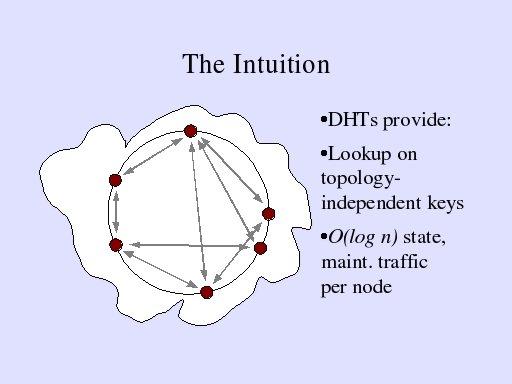 The Intuition
•DHTs provide:
•Lookup on
topology-
independent keys
•O(log n) state,
maint. traffic
per node